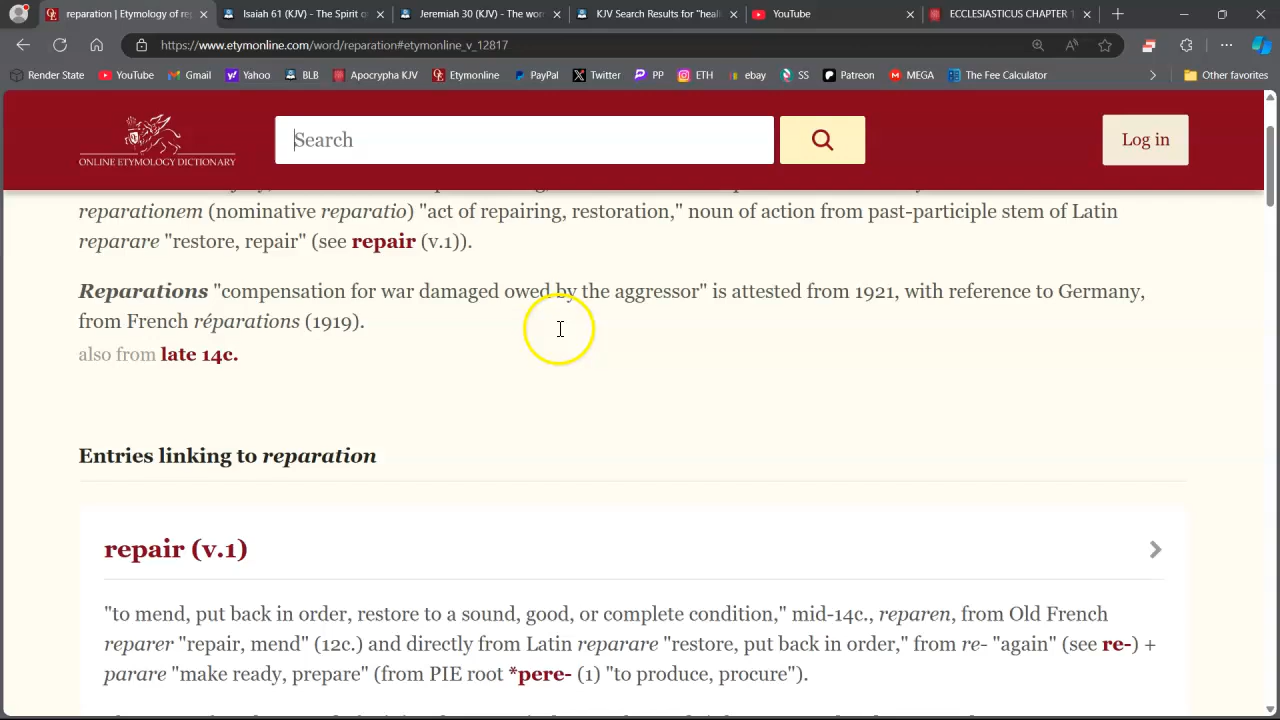 reparation | Etymology of rep
Isaiah 61 (KJV) - The Spirit of
Jeremiah 30 (KJV) - The word
KJV Search Results for "heali
YouTube
ECCLESIASTICUS CHAPTER 1
https://www.etymonline.com/word/reparation#etymonline_v_12817
Render State
YouTube
Gmail
Yahoo
BLB
Apocrypha KJV
Etymonline
PayPal
Twitter
PP
ETH
ebay
SS
Patreon
MEGA
The Fee Calculator
Other favorites
ONLINE ETYMOLOGY DICTIONARY
Search
Log in
reparationem (nominative reparatio) "act of repairing, restoration," noun of action from past-participle stem of Latin
reparare "restore, repair" (see repair (v.1)).
Reparations "compensation for war damaged owed by the aggressor" is attested from 1921, with reference to Germany,
from French réparations (1919).
also from late 14c.
Entries linking to reparation
repair (v.1)
"to mend, put back in order, restore to a sound, good, or complete condition," mid-14c., reparen, from Old French
reparer "repair, mend" (12c.) and directly from Latin reparare "restore, put back in order," from re- "again" (see re-) +
parare "make ready, prepare" (from PIE root *pere- (1) "to produce, procure").